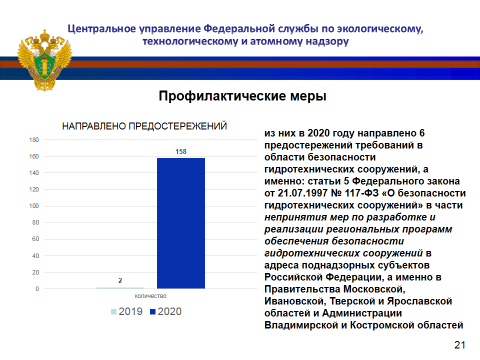 Центральное управление Федеральной службы по экологическому,
технологическому и атомному надзору
Профилактические меры
НАПРАВЛЕНО ПРЕДОСТЕРЕЖЕНИЙ
180
160
140
120
100
80
60
40
20
0
158
2
количество
2019
2020
из них в 2020 году направлено 6
предостережений требований в
области безопасности
гидротехнических сооружений, а
именно: статьи 5 Федерального закона
от 21.07.1997 № 117-ФЗ «О безопасности
гидротехнических сооружений» в части
непринятия мер по разработке и
реализации региональных программ
обеспечения безопасности
гидротехнических сооружений в
адреса поднадзорных субъектов
Российской Федерации, а именно в
Правительства Московской,
Ивановской, Тверской и Ярославской
областей и Администрации
Владимирской и Костромской областей
21